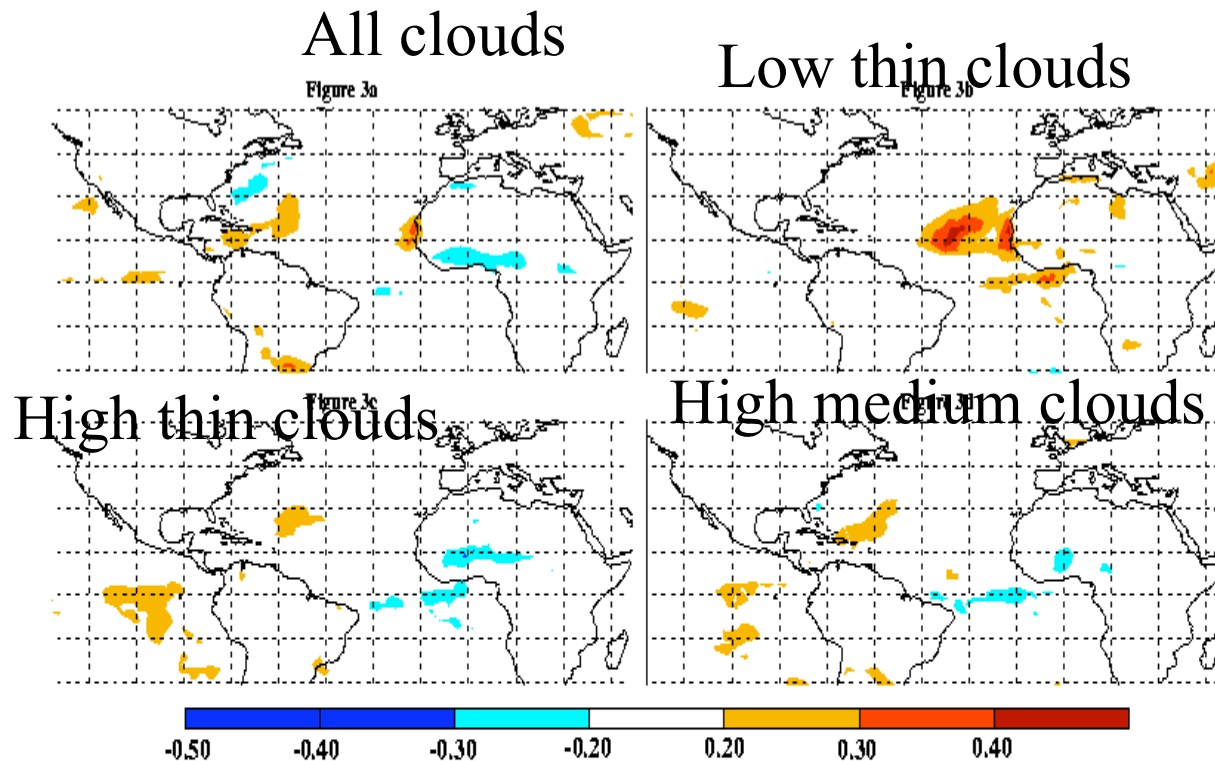 All clouds
Low thin clouds
Figure 3a
Figure 3b
High thin clouds
High medium clouds
Figure 3c
-0.50 -0.40 -0.30 -0.20 0.20 0.30 0.40